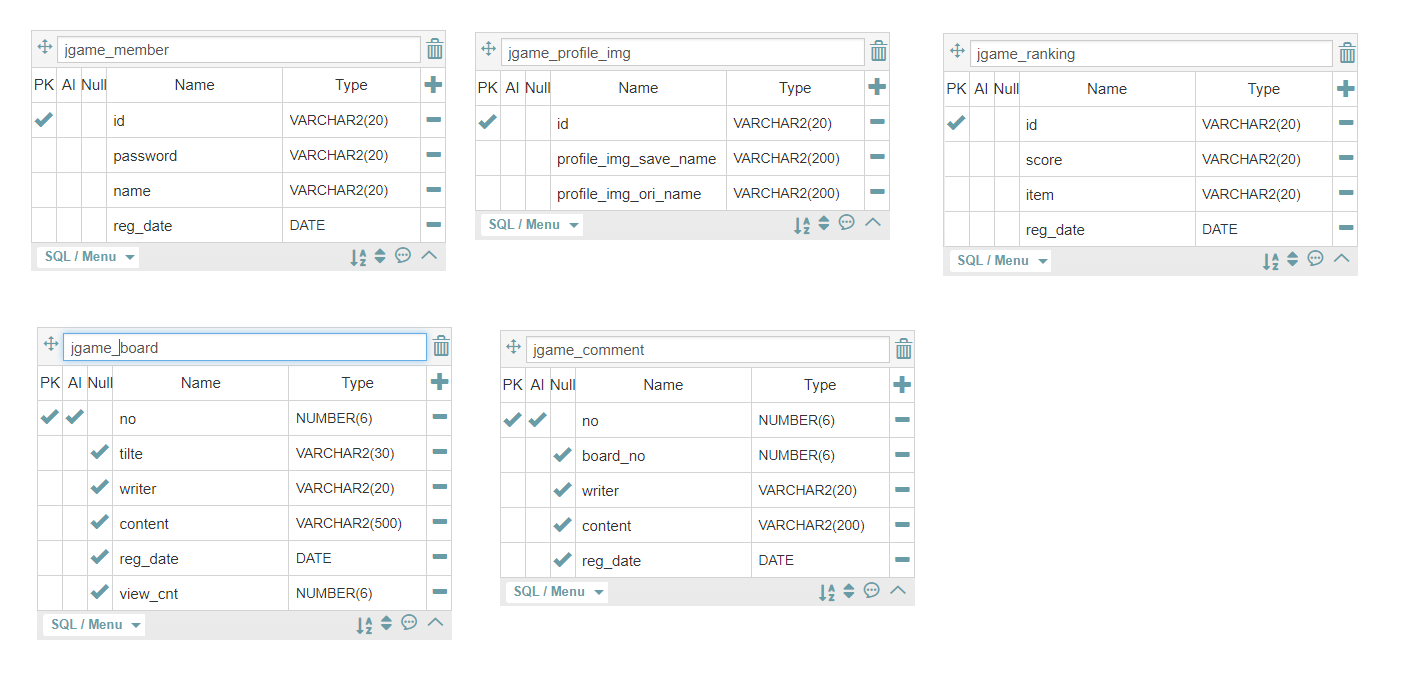 jgame_member
PK AI Null Name Type
id VARCHAR2(20)
password VARCHAR2(20)
name VARCHAR2(20)
reg_date DATE
SQL / Menu
jgame_profile_img
PK AI Null Name Type
id VARCHAR2(20)
profile_img_save_name VARCHAR2(200)
profile_img_ori_name VARCHAR2(200)
SQL / Menu
jgame_ranking
PK AI Null Name Type
id VARCHAR2(20)
score VARCHAR2(20)
item VARCHAR2(20)
reg_date DATE
SQL / Menu
jgame_board
PK AI Null Name Type
no NUMBER(6)
tilte VARCHAR2(30)
writer VARCHAR2(20)
content VARCHAR2(500)
reg_date DATE
view_cnt NUMBER(6)
SQL / Menu
jgame_comment
PK AI Null Name Type
no NUMBER(6)
board_no NUMBER(6)
writer VARCHAR2(20)
content VARCHAR2(200)
reg_date DATE
SQL / Menu